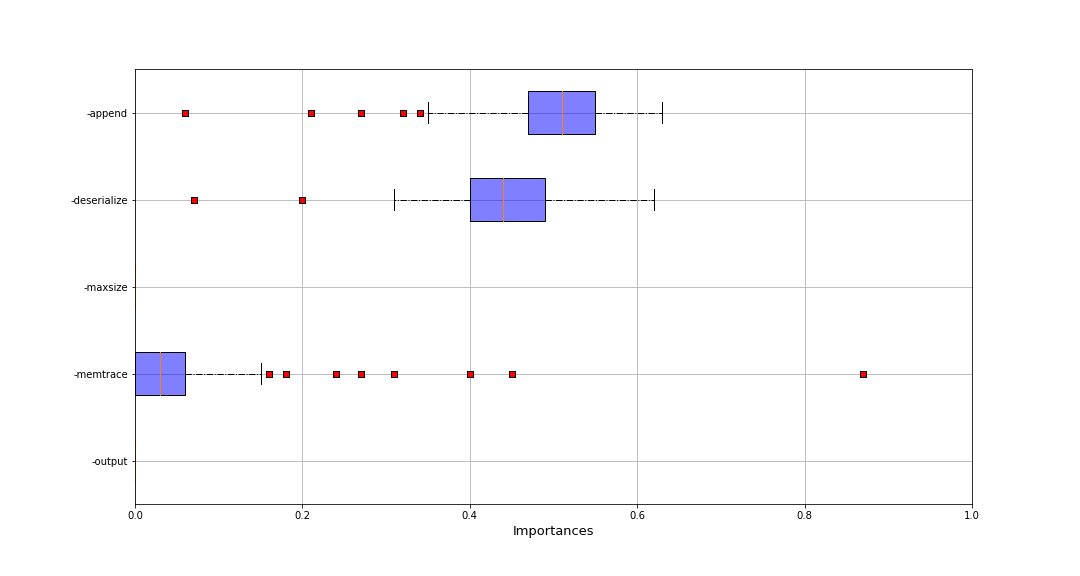 -append
-deserialize
-maxsize
-memtrace
-output
0.0 0.2 0.4 0.6 0.8 1.0
Importances